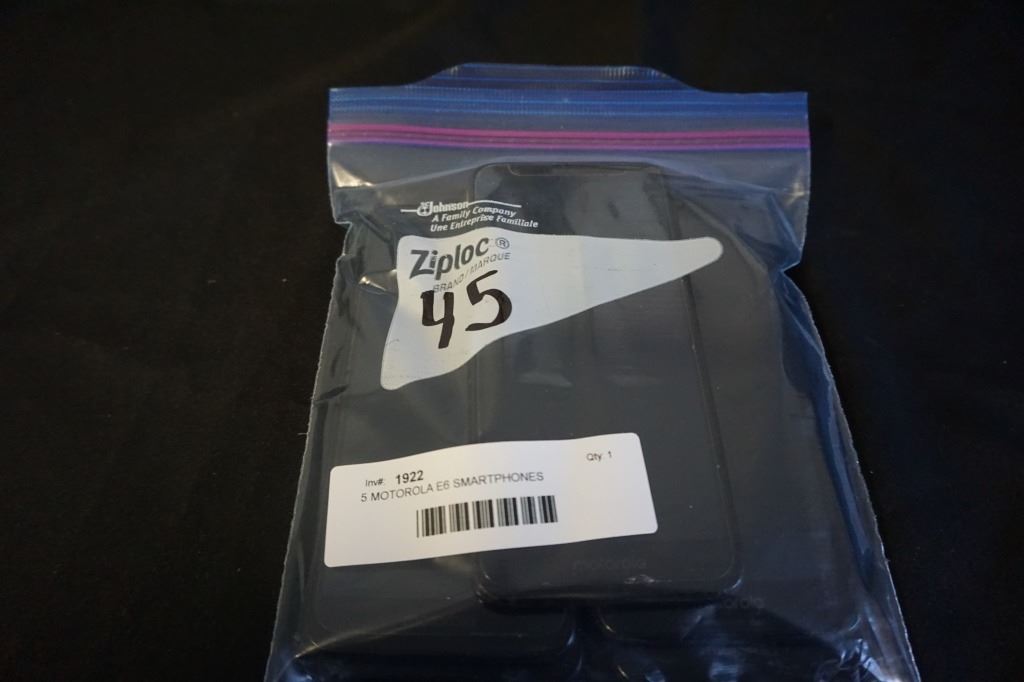 SC Johnson
A Family Company
Une Entreprise Familiale
Ziploc®
BRAND / MARQUE
45
Inv#: 1922 Qty: 1
5 MOTOROLA E6 SMARTPHONES
motorola